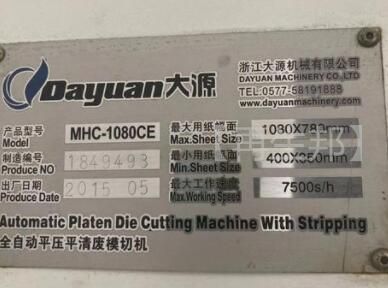 Dayuan大源
浙江大源机械有限公司
DAYUAN MACHINERY CO.,LTD
TEL:0577-58191888
www.dayuanmachinery.com
产品型号 MHC-1080CE 最大用纸幅面 1030X780mm
Model Max.Sheet Size
制造编号 1849493 最小用纸幅面 400X350mm
Produce NO Min.Sheet Size
出厂日期 2015 05 最大工作速度 7500s/h
Produce Date Max.Working Speed
Automatic Platen Die Cutting Machine With Stripping
全自动平压平清废模切机